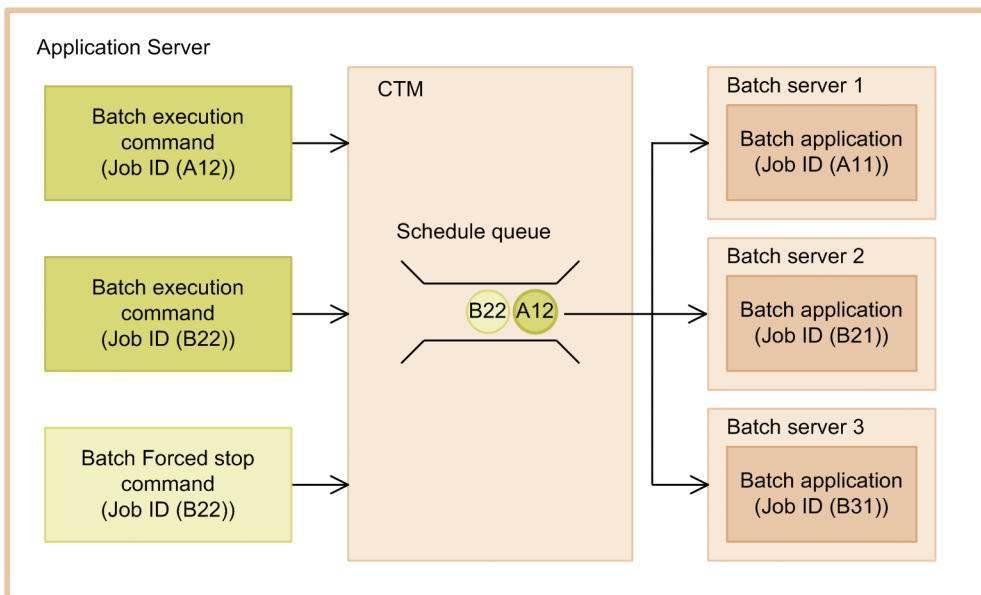 Application Server
Batch execution
command
(Job ID (A12))
Batch execution
command
(Job ID (B22))
Batch Forced stop
command
(Job ID (B22))
CTM
Schedule queue
B22
A12
Batch server 1
Batch application
(Job ID (A11))
Batch server 2
Batch application
(Job ID (B21))
Batch server 3
Batch application
(Job ID (B31))